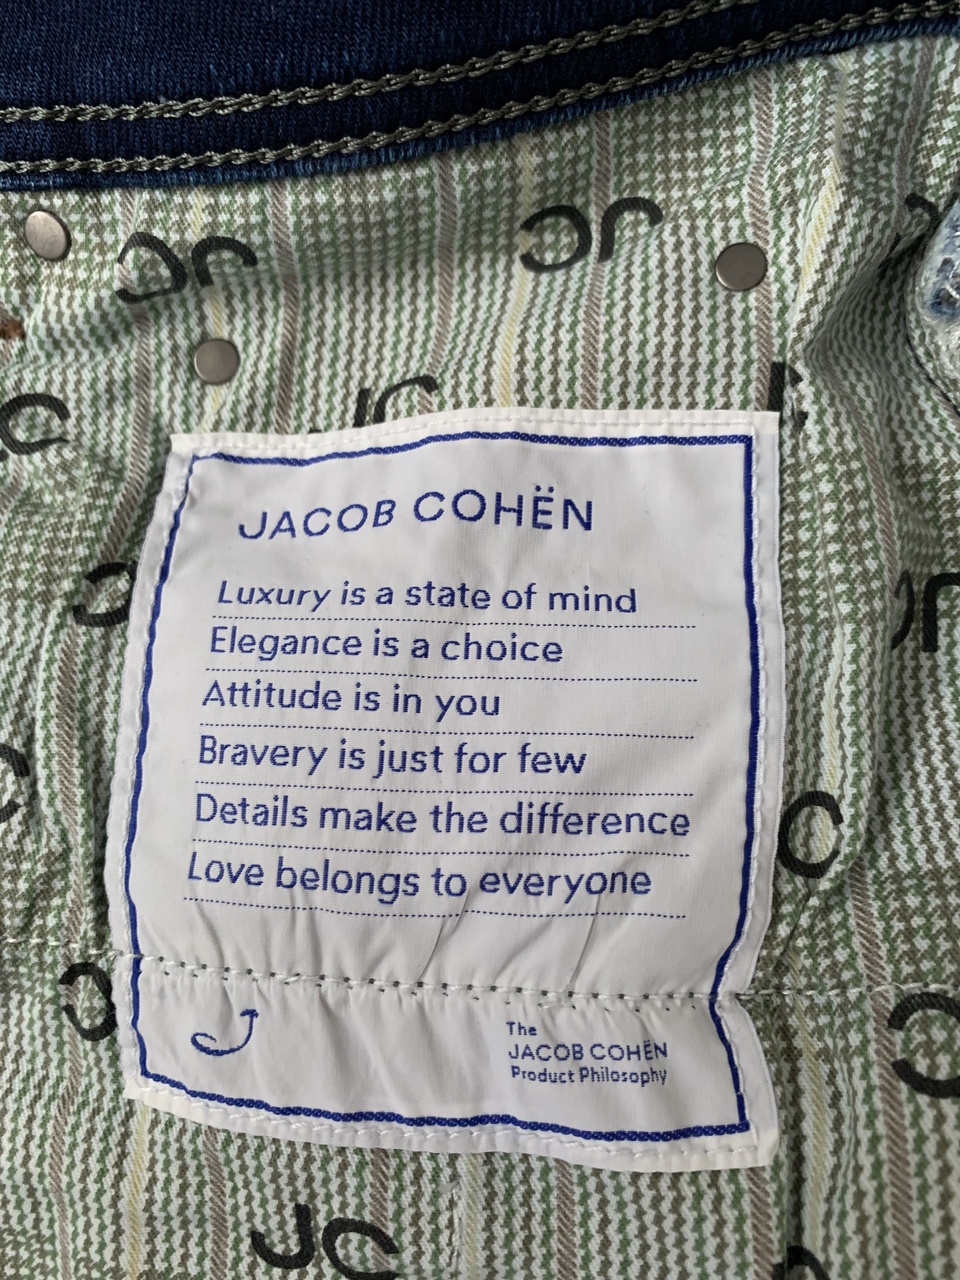 JACOB COHËN
Luxury is a state of mind
Elegance is a choice
Attitude is in you
Bravery is just for few
Details make the difference
Love belongs to everyone
J
The
JACOB COHËN
Product Philosophy